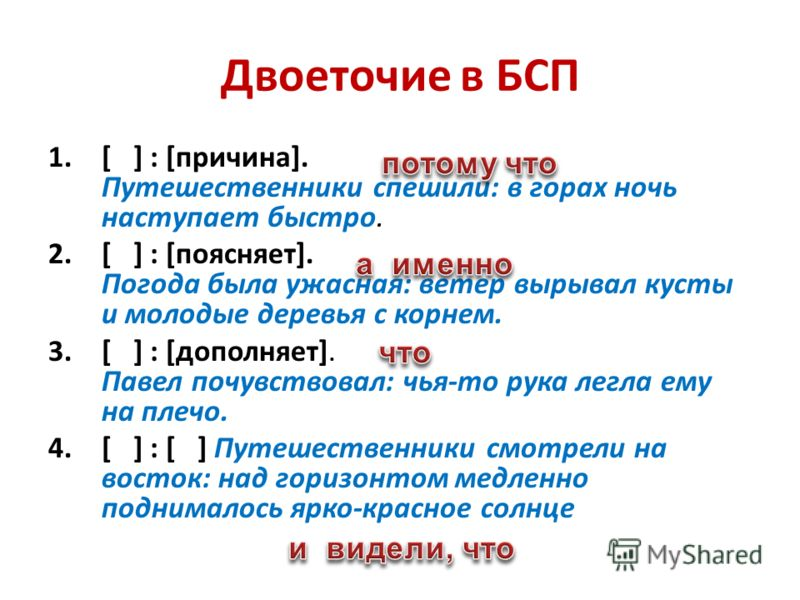 Двоеточие в БСП
1. [ ] : [причина]. потому что
Путешественники спешили: в горах ночь
наступает быстро.
2. [ ] : [поясняет]. а именно
Погода была ужасная: ветер вырывал кусты
и молодые деревья с корнем.
3. [ ] : [дополняет]. что
Павел почувствовал: чья-то рука легла ему
на плечо.
4. [ ] : [ ] Путешественники смотрели на
восток: над горизонтом медленно
поднималось ярко-красное солнце
и видели, что
MyShared